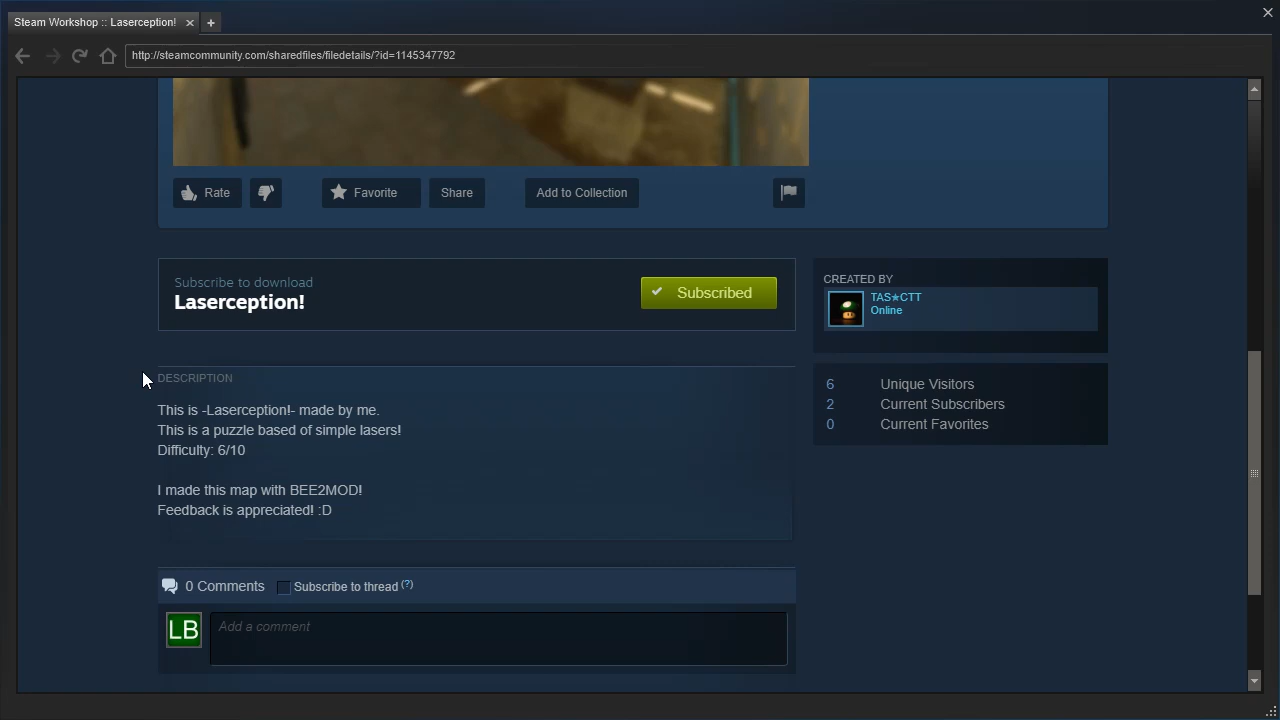 Steam Workshop :: Laserception!
http://steamcommunity.com/sharedfiles/filedetails/?id=1145347792
Rate
Favorite
Share
Add to Collection
Subscribe to download
Laserception!
Subscribed
CREATED BY
TAS★CTT
Online
DESCRIPTION
This is -Laserception!- made by me.
This is a puzzle based of simple lasers!
Difficulty: 6/10
I made this map with BEE2MOD!
Feedback is appreciated! :D
6 Unique Visitors
2 Current Subscribers
0 Current Favorites
0 Comments Subscribe to thread (?)
LB
Add a comment